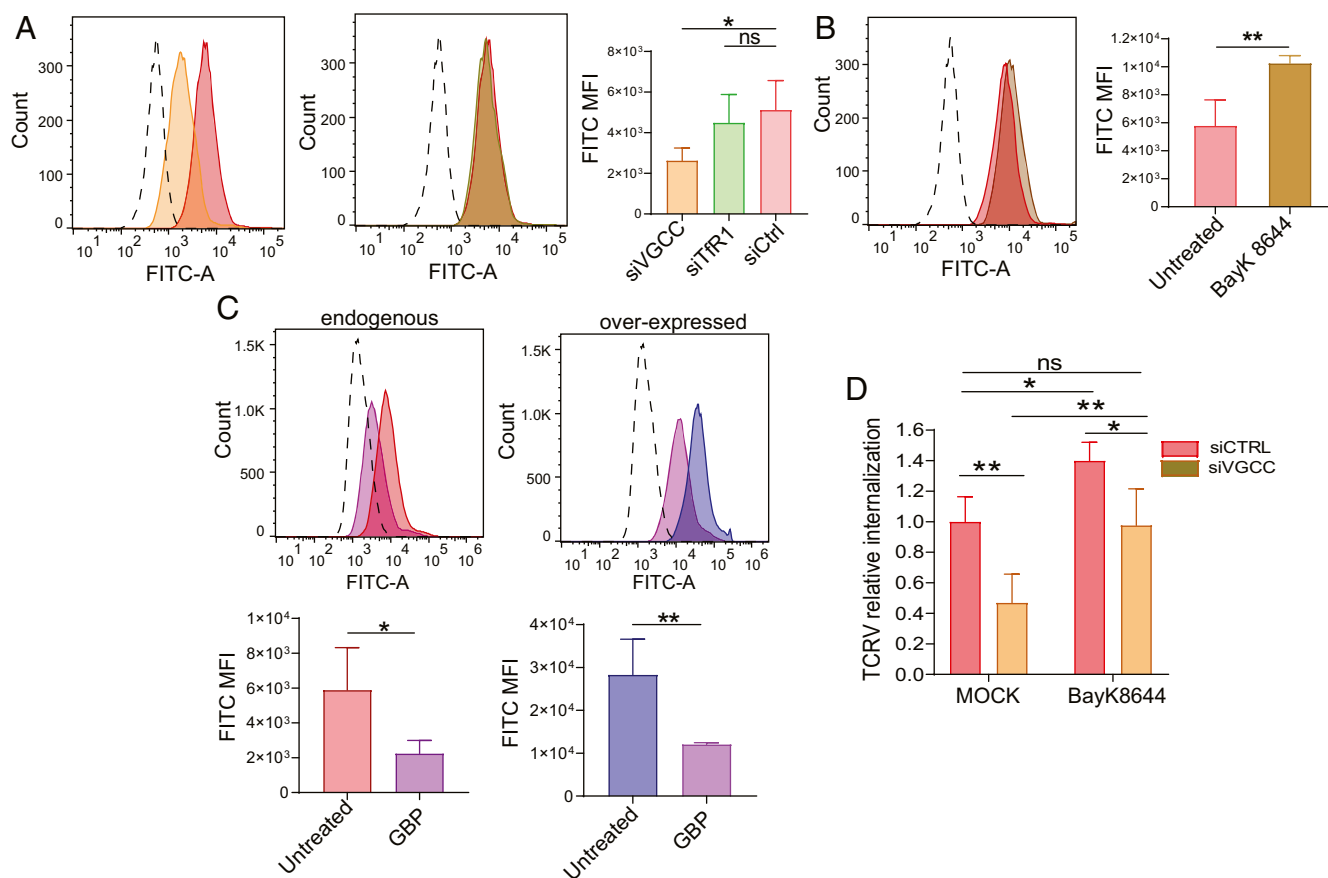 A
Count
300
200
100
0
10^1 10^2 10^3 10^4 10^5
FITC-A
Count
300
200
100
0
10^1 10^2 10^3 10^4 10^5
FITC-A
*
ns
FITC MFI
8×10^3
6×10^3
4×10^3
2×10^3
0
siVGCC
siTfR1
siCtrl
B
Count
300
200
100
0
10^1 10^2 10^3 10^4 10^5
FITC-A
**
FITC MFI
1.2×10^4
10×10^4
8×10^3
6×10^3
4×10^3
2×10^3
0
Untreated
BayK 8644
C
endogenous
Count
1.5K
1.0K
500
0
10^1 10^2 10^3 10^4 10^5 10^6
FITC-A
over-expressed
Count
1.5K
1.0K
500
0
10^1 10^2 10^3 10^4 10^5 10^6
FITC-A
*
FITC MFI
1×10^4
8×10^3
6×10^3
4×10^3
2×10^3
0
Untreated
GBP
**
FITC MFI
4×10^4
3×10^4
2×10^4
1×10^4
0
Untreated
GBP
D
ns
*
**
*
**
TCRV relative internalization
1.6
1.4
1.2
1.0
0.8
0.6
0.4
0.2
0.0
MOCK
BayK8644
siCTRL
siVGCC